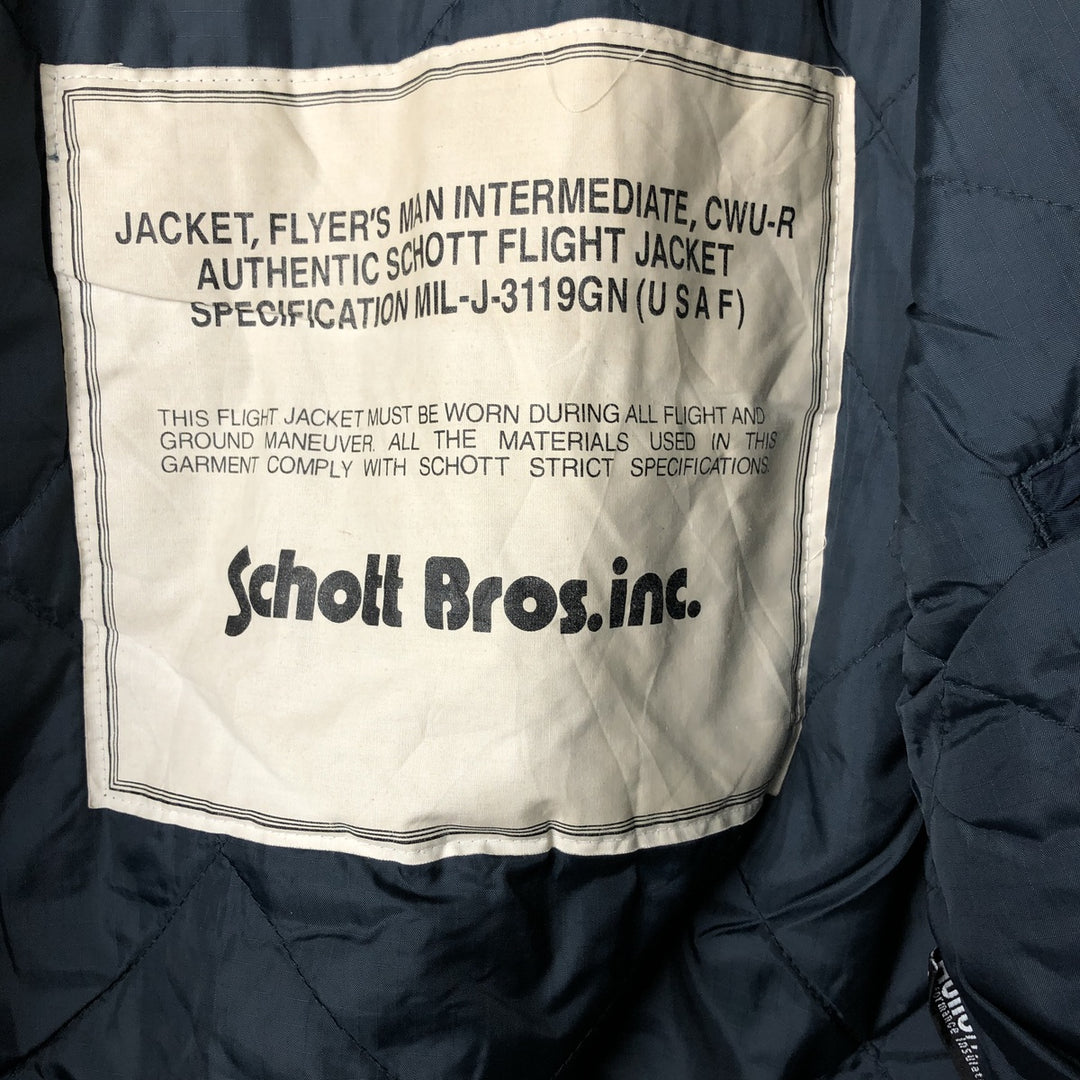 JACKET, FLYER'S MAN INTERMEDIATE, CWU-R
AUTHENTIC SCHOTT FLIGHT JACKET
SPECIFICATION MIL-J-3119GN (U S A F)
THIS FLIGHT JACKET MUST BE WORN DURING ALL FLIGHT AND
GROUND MANEUVER. ALL THE MATERIALS USED IN THIS
GARMENT COMPLY WITH SCHOTT STRICT SPECIFICATIONS.
Schott Bros.inc.